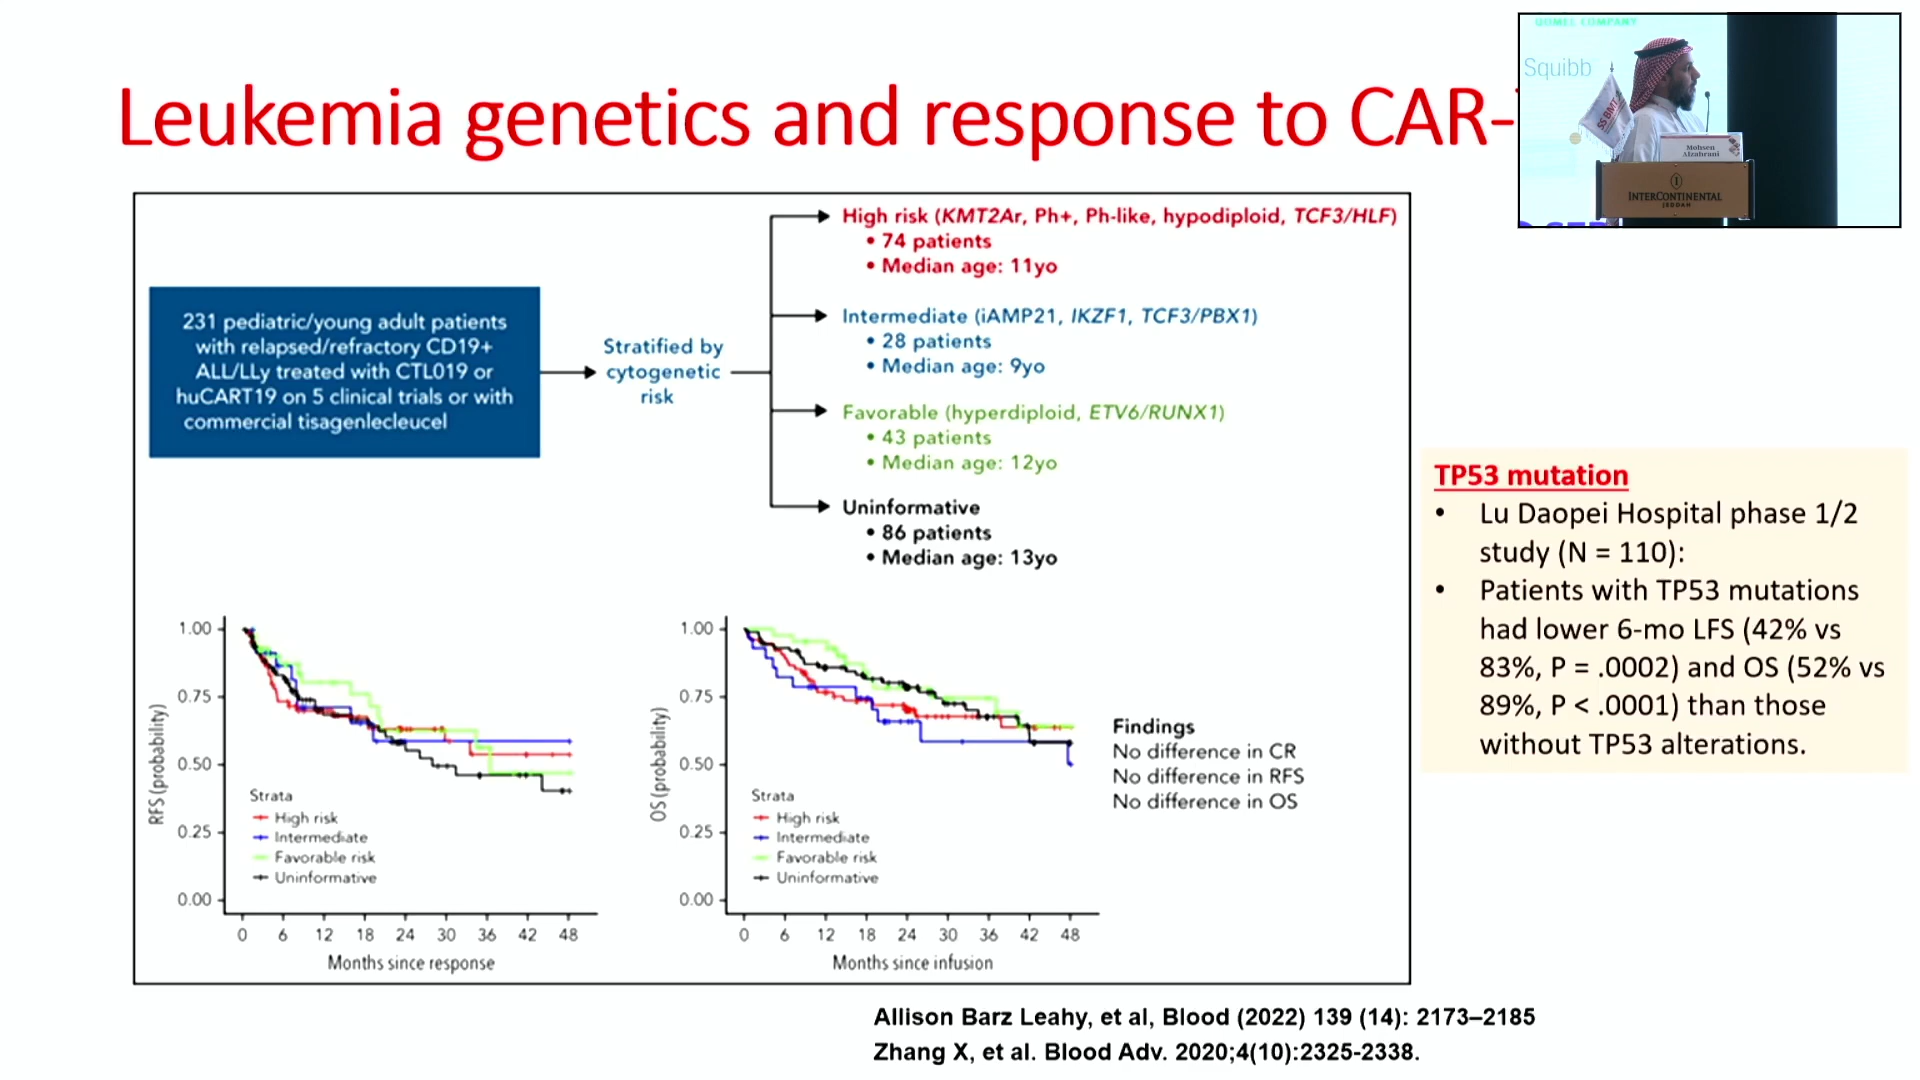 Leukemia genetics and response to CAR-
QOMEL COMPANY
Squibb
SSBMT
Mohsen
Alzahrani
INTERCONTINENTAL
JEDDAH
231 pediatric/young adult patients
with relapsed/refractory CD19+
ALL/LLy treated with CTL019 or
huCART19 on 5 clinical trials or with
commercial tisagenlecleucel
Stratified by
cytogenetic
risk
High risk (KMT2Ar, Ph+, Ph-like, hypodiploid, TCF3/HLF)
• 74 patients
• Median age: 11yo
Intermediate (iAMP21, IKZF1, TCF3/PBX1)
• 28 patients
• Median age: 9yo
Favorable (hyperdiploid, ETV6/RUNX1)
• 43 patients
• Median age: 12yo
Uninformative
• 86 patients
• Median age: 13yo
RFS (probability)
1.00
0.75
0.50
0.25
0.00
Strata
High risk
Intermediate
Favorable risk
Uninformative
0 6 12 18 24 30 36 42 48
Months since response
OS (probability)
1.00
0.75
0.50
0.25
0.00
Strata
High risk
Intermediate
Favorable risk
Uninformative
0 6 12 18 24 30 36 42 48
Months since infusion
Findings
No difference in CR
No difference in RFS
No difference in OS
TP53 mutation
• Lu Daopei Hospital phase 1/2
study (N = 110):
• Patients with TP53 mutations
had lower 6-mo LFS (42% vs
83%, P = .0002) and OS (52% vs
89%, P < .0001) than those
without TP53 alterations.
Allison Barz Leahy, et al, Blood (2022) 139 (14): 2173–2185
Zhang X, et al. Blood Adv. 2020;4(10):2325-2338.